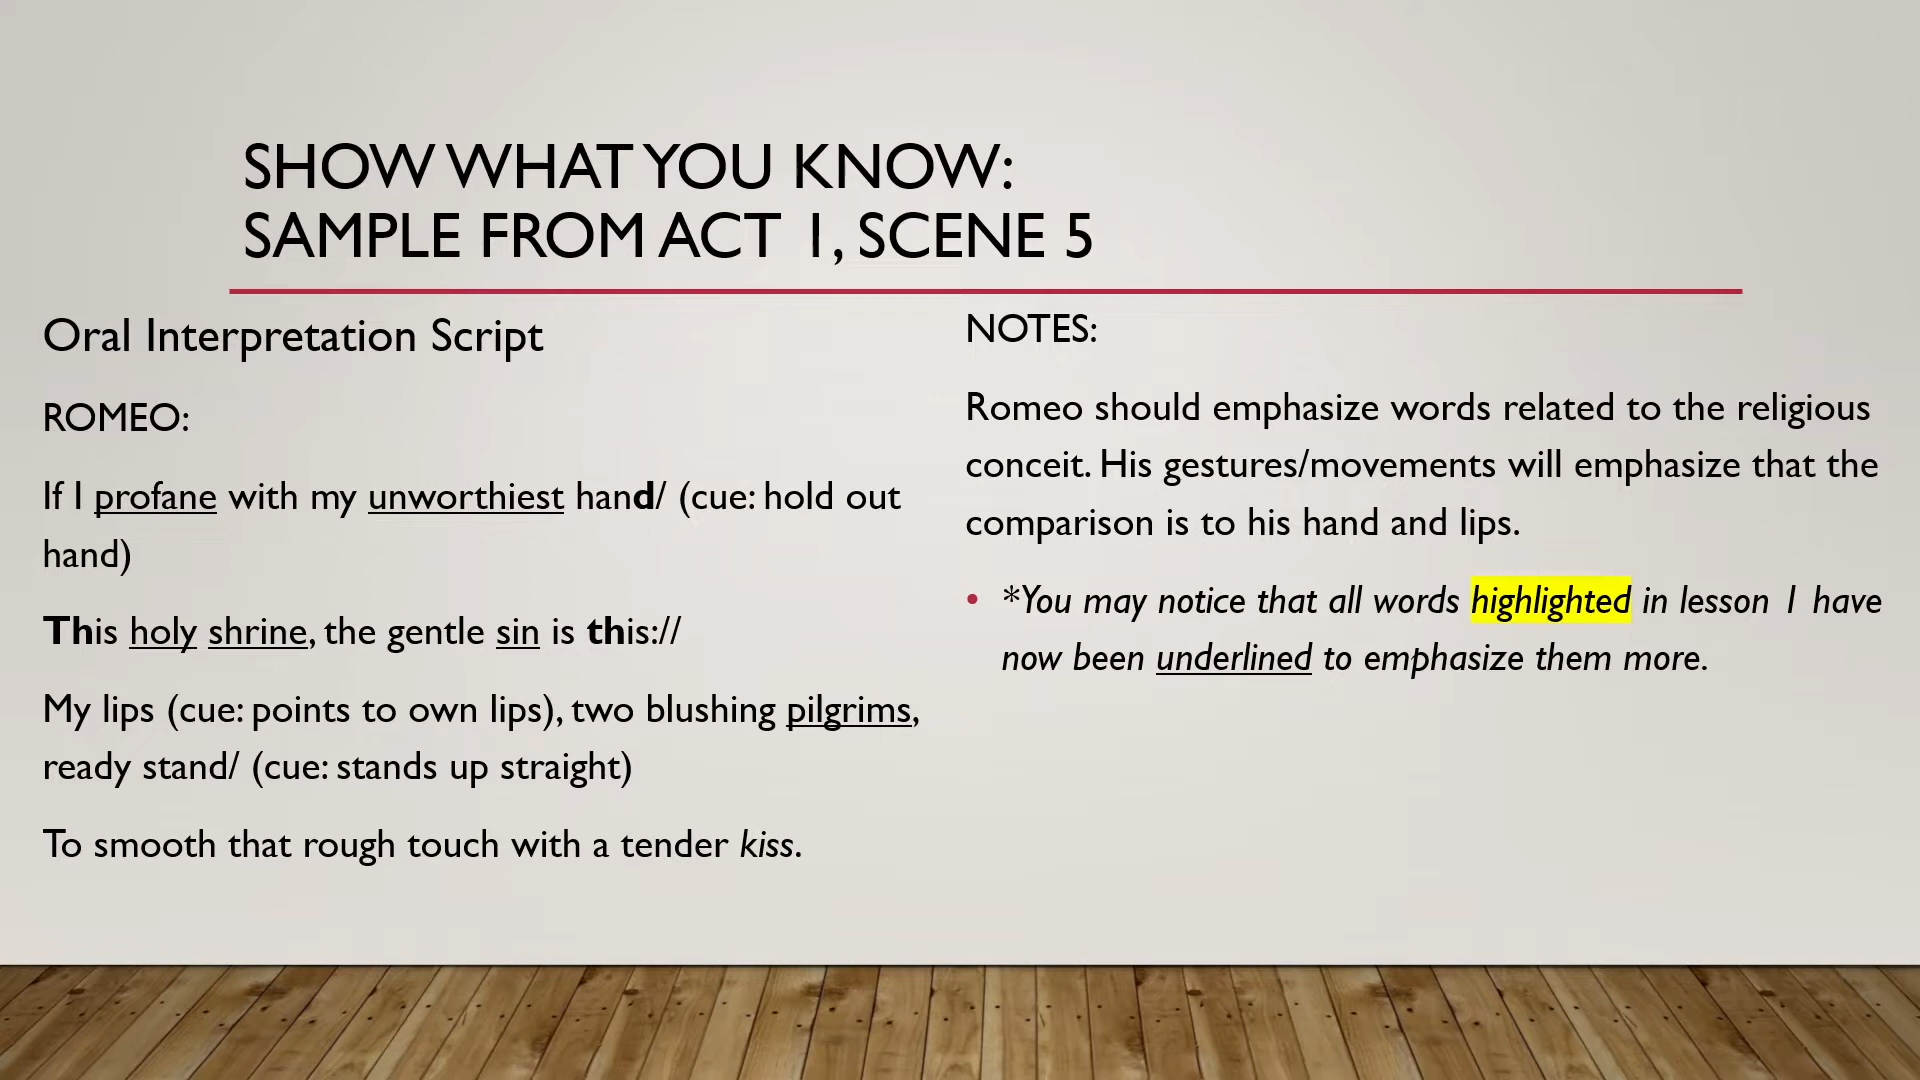 SHOW WHAT YOU KNOW:
SAMPLE FROM ACT 1, SCENE 5
Oral Interpretation Script
ROMEO:
If I profane with my unworthiest hand/ (cue: hold out
hand)
This holy shrine, the gentle sin is this://
My lips (cue: points to own lips), two blushing pilgrims,
ready stand/ (cue: stands up straight)
To smooth that rough touch with a tender kiss.
NOTES:
Romeo should emphasize words related to the religious
conceit. His gestures/movements will emphasize that the
comparison is to his hand and lips.
• *You may notice that all words highlighted in lesson 1 have
now been underlined to emphasize them more.